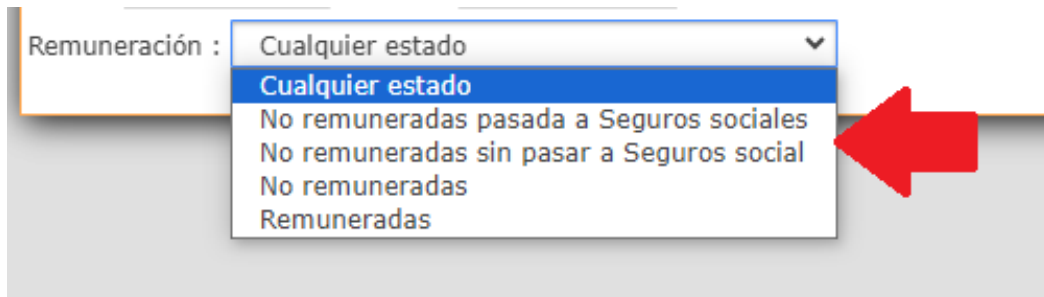 Remuneración : Cualquier estado
Cualquier estado
No remuneradas pasada a Seguros sociales
No remuneradas sin pasar a Seguros social
No remuneradas
Remuneradas